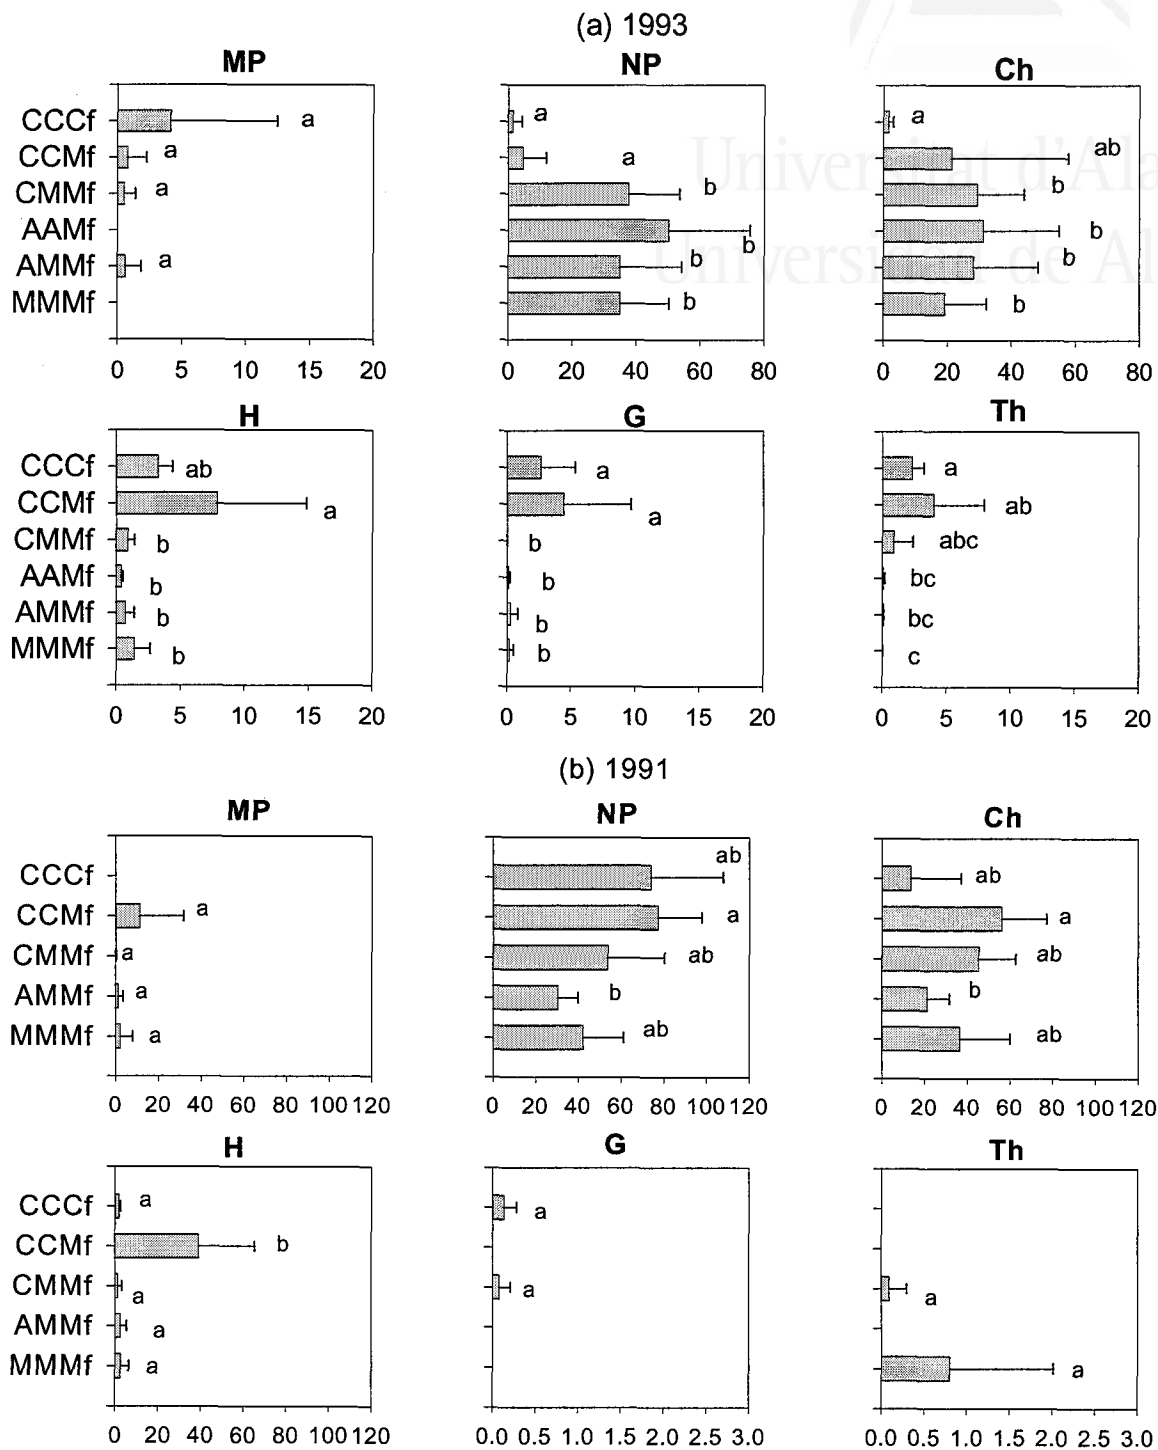 (a) 1993
MP NP Ch
CCCf a a a
CCMf a a ab
CMMf a b b
AAMf b b
AMMf a b b
MMMf b b
0 5 10 15 20 0 20 40 60 80 0 20 40 60 80
H G Th
CCCf ab a a
CCMf a a ab
CMMf b b abc
AAMf b b bc
AMMf b b bc
MMMf b b c
0 5 10 15 20 0 5 10 15 20 0 5 10 15 20
(b) 1991
MP NP Ch
CCCf ab ab
CCMf a a a
CMMf a ab ab
AMMf a b b
MMMf a ab ab
0 20 40 60 80 100 120 0 20 40 60 80 100 120 0 20 40 60 80 100 120
H G Th
CCCf a a
CCMf b
CMMf a a a
AMMf a
MMMf a a
0 20 40 60 80 100 120 0.0 0.5 1.0 1.5 2.0 2.5 3.0 0.0 0.5 1.0 1.5 2.0 2.5 3.0
Universitat d'Ala
Universidad de Al